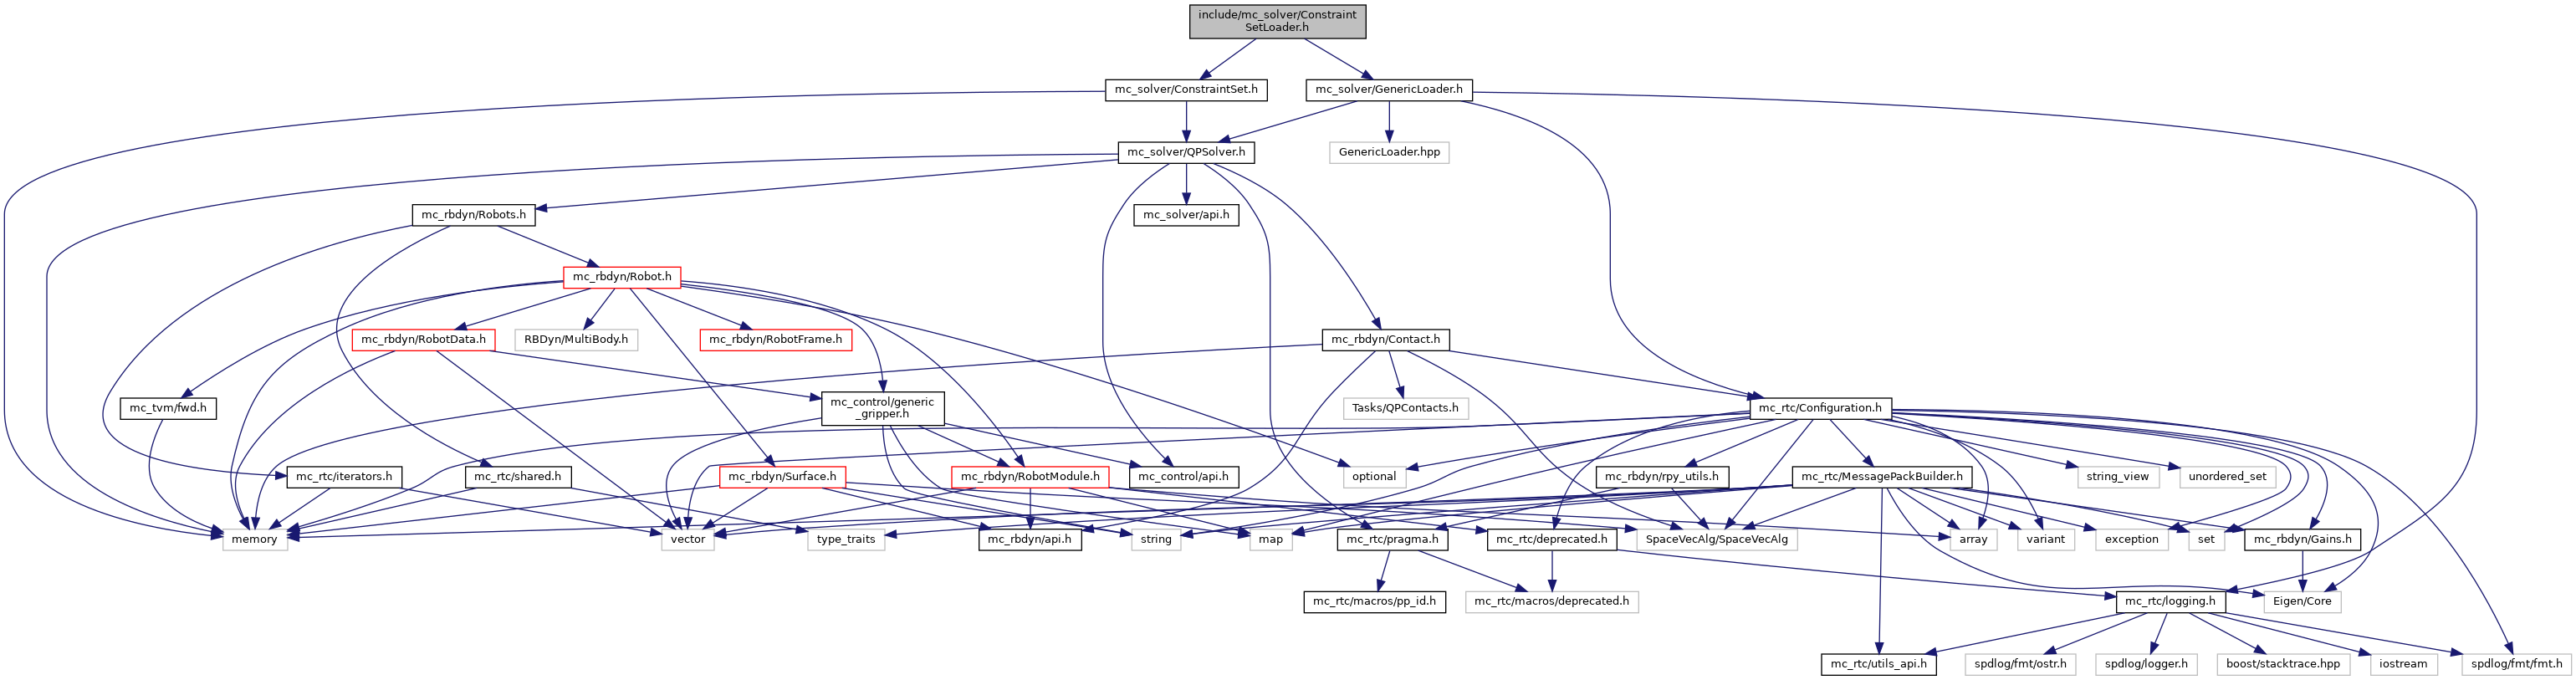 include/mc_solver/Constraint
SetLoader.h
mc_solver/ConstraintSet.h
mc_solver/GenericLoader.h
mc_solver/QPSolver.h
GenericLoader.hpp
mc_rbdyn/Robots.h
mc_solver/api.h
mc_rbdyn/Robot.h
mc_rbdyn/RobotData.h
RBDyn/MultiBody.h
mc_rbdyn/RobotFrame.h
mc_rbdyn/Contact.h
mc_tvm/fwd.h
mc_control/generic
_gripper.h
Tasks/QPContacts.h
mc_rtc/Configuration.h
mc_rtc/iterators.h
mc_rtc/shared.h
mc_rbdyn/Surface.h
mc_rbdyn/RobotModule.h
mc_control/api.h
optional
mc_rbdyn/rpy_utils.h
mc_rtc/MessagePackBuilder.h
string_view
unordered_set
memory
vector
type_traits
mc_rbdyn/api.h
string
map
mc_rtc/pragma.h
mc_rtc/deprecated.h
SpaceVecAlg/SpaceVecAlg
array
variant
exception
set
mc_rbdyn/Gains.h
mc_rtc/macros/pp_id.h
mc_rtc/macros/deprecated.h
mc_rtc/logging.h
Eigen/Core
mc_rtc/utils_api.h
spdlog/fmt/ostr.h
spdlog/logger.h
boost/stacktrace.hpp
iostream
spdlog/fmt/fmt.h